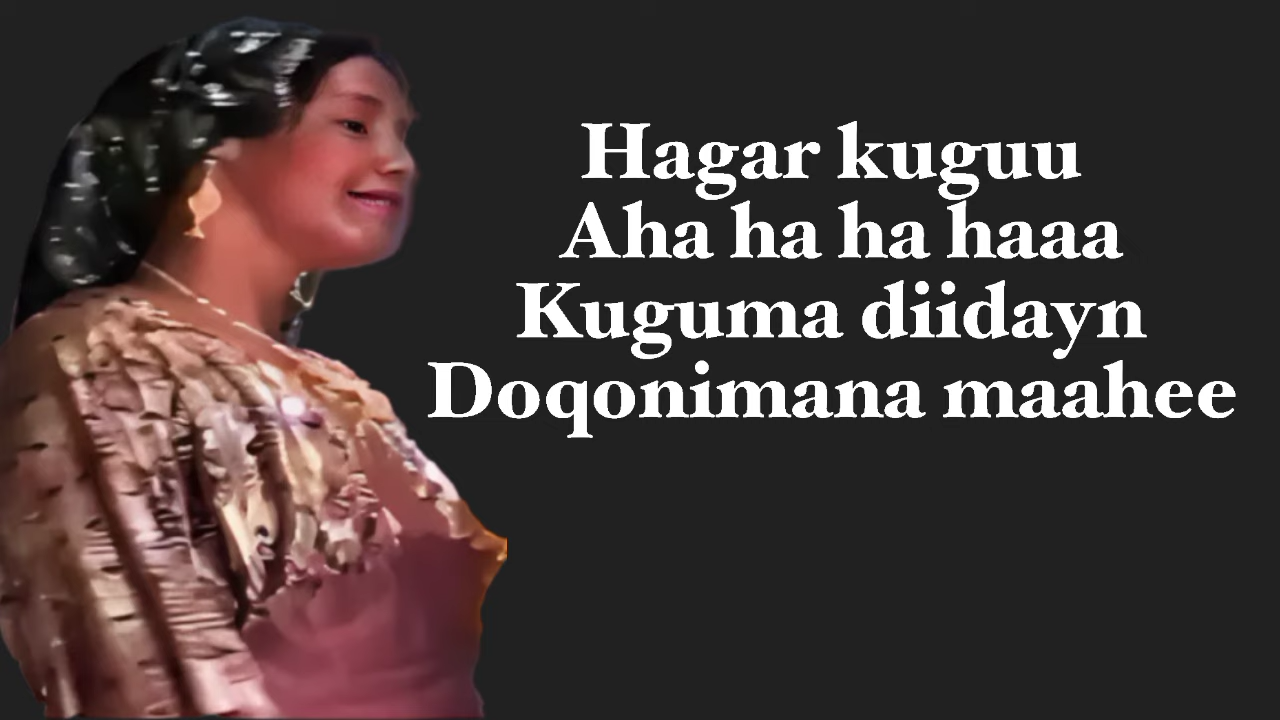 Hagar kuguu
Aha ha ha haaa
Kuguma diidayn
Doqonimana maahee